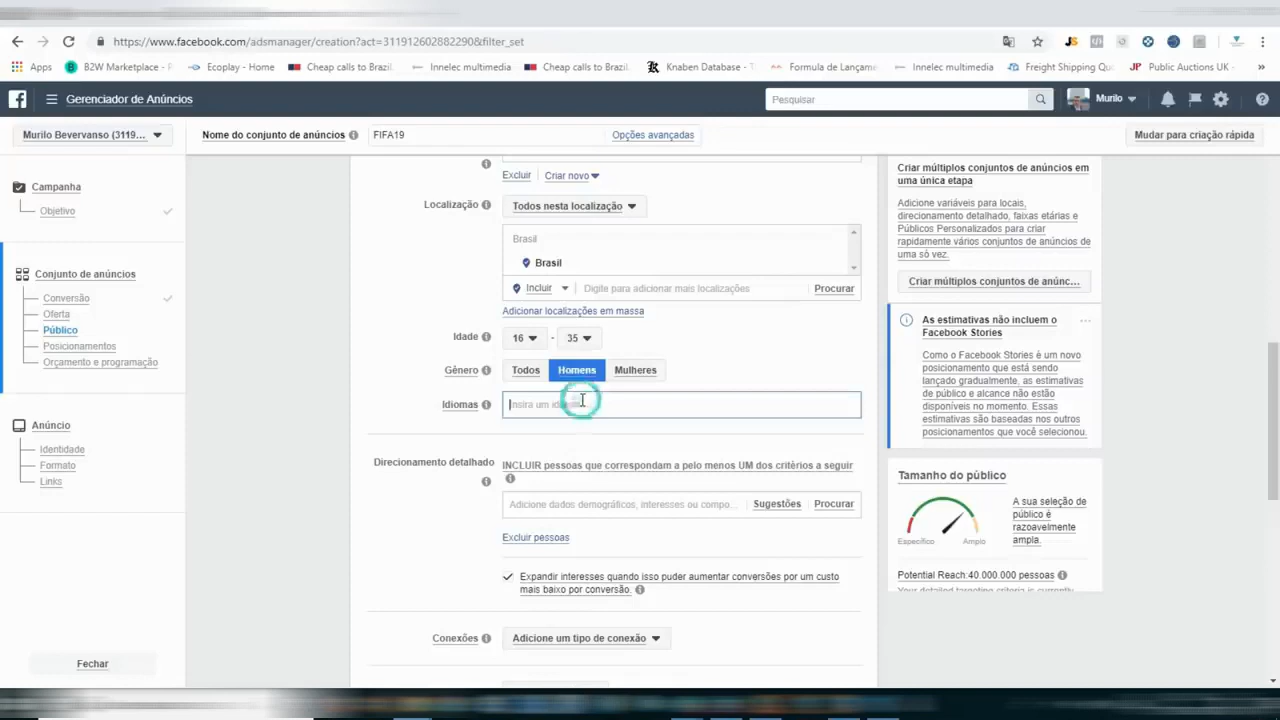 https://www.facebook.com/adsmanager/creation?act=311912602882290&filter_set
Apps
B2W Marketplace - P
Ecoplay - Home
Cheap calls to Brazil
Innelec multimedia
Cheap calls to Brazil
Knaben Database - T
Formula de Lançame
Innelec multimedia
Freight Shipping Quo
Public Auctions UK -
»
Gerenciador de Anúncios
Pesquisar
Murilo
Murilo Bevervanso (3119...
Nome do conjunto de anúncios
FIFA19
Opções avançadas
Mudar para criação rápida
Campanha
Objetivo
Conjunto de anúncios
Conversão
Oferta
Público
Posicionamentos
Orçamento e programação
Anúncio
Identidade
Formato
Links
Fechar
Excluir
Criar novo
Localização
Todos nesta localização
Brasil
Brasil
Incluir
Digite para adicionar mais localizações
Procurar
Adicionar localizações em massa
Idade
16
-
35
Gênero
Todos
Homens
Mulheres
Idiomas
Direcionamento detalhado
INCLUIR pessoas que correspondam a pelo menos UM dos critérios a seguir
Adicione dados demográficos, interesses ou compo...
Sugestões
Procurar
Excluir pessoas
Expandir interesses quando isso puder aumentar conversões por um custo
mais baixo por conversão.
Conexões
Adicione um tipo de conexão
Criar múltiplos conjuntos de anúncios em
uma única etapa
Adicione variáveis para locais,
direcionamento detalhado, faixas etárias e
Públicos Personalizados para criar
rapidamente vários conjuntos de anúncios de
uma só vez.
Criar múltiplos conjuntos de anúnc...
As estimativas não incluem o
Facebook Stories
Como o Facebook Stories é um novo
posicionamento que está sendo
lançado gradualmente, as estimativas
de público e alcance não estão
disponíveis no momento. Essas
estimativas são baseadas nos outros
posicionamentos que você selecionou.
Tamanho do público
A sua seleção de
público é
razoavelmente
ampla.
Específico
Amplo
Potential Reach:40.000.000 pessoas
Your detailed targeting criteria is currently